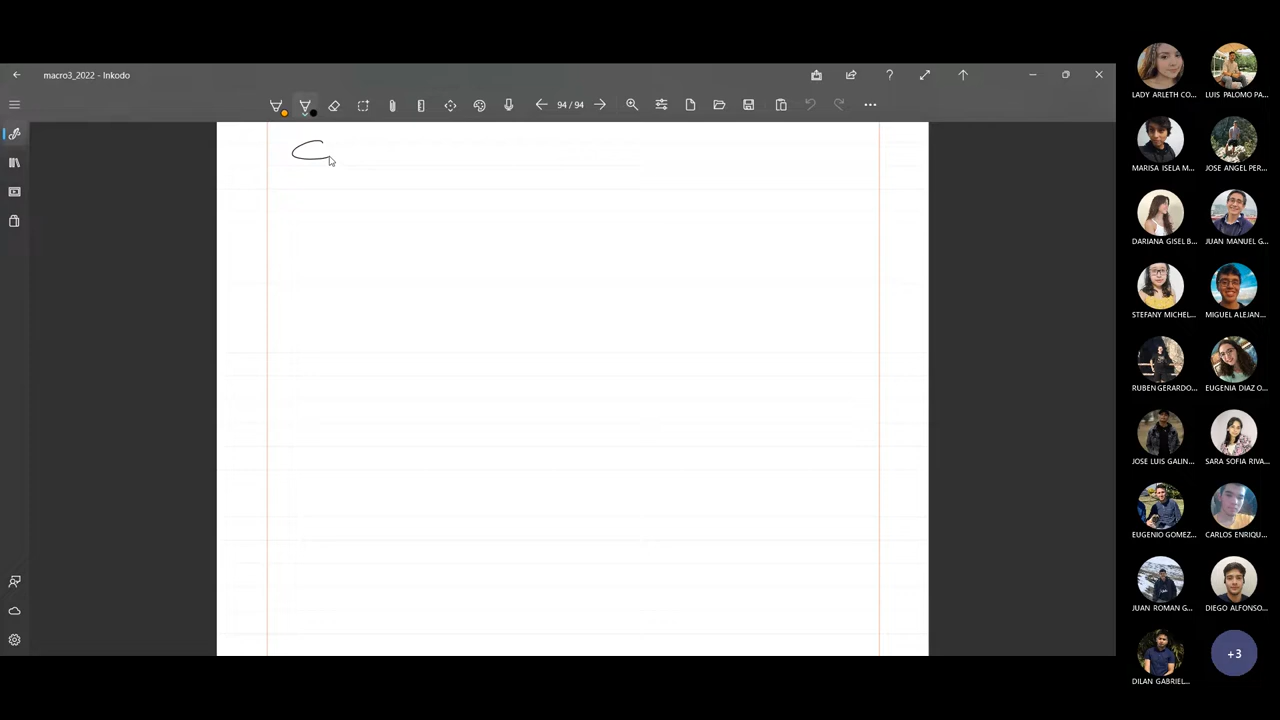 macro3_2022 - Inkodo
94 / 94
C
LADY ARLETH CO...
LUIS PALOMO PA...
MARISA ISELA M...
JOSE ANGEL PER...
DARIANA GISEL B...
JUAN MANUEL G...
STEFANY MICHEL...
MIGUEL ALEJAN...
RUBEN GERARDO...
EUGENIA DIAZ O...
JOSE LUIS GALIN...
SARA SOFIA RIVA...
EUGENIO GOMEZ...
CARLOS ENRIQU...
JUAN ROMAN G...
DIEGO ALFONSO...
DILAN GABRIEL...
+3